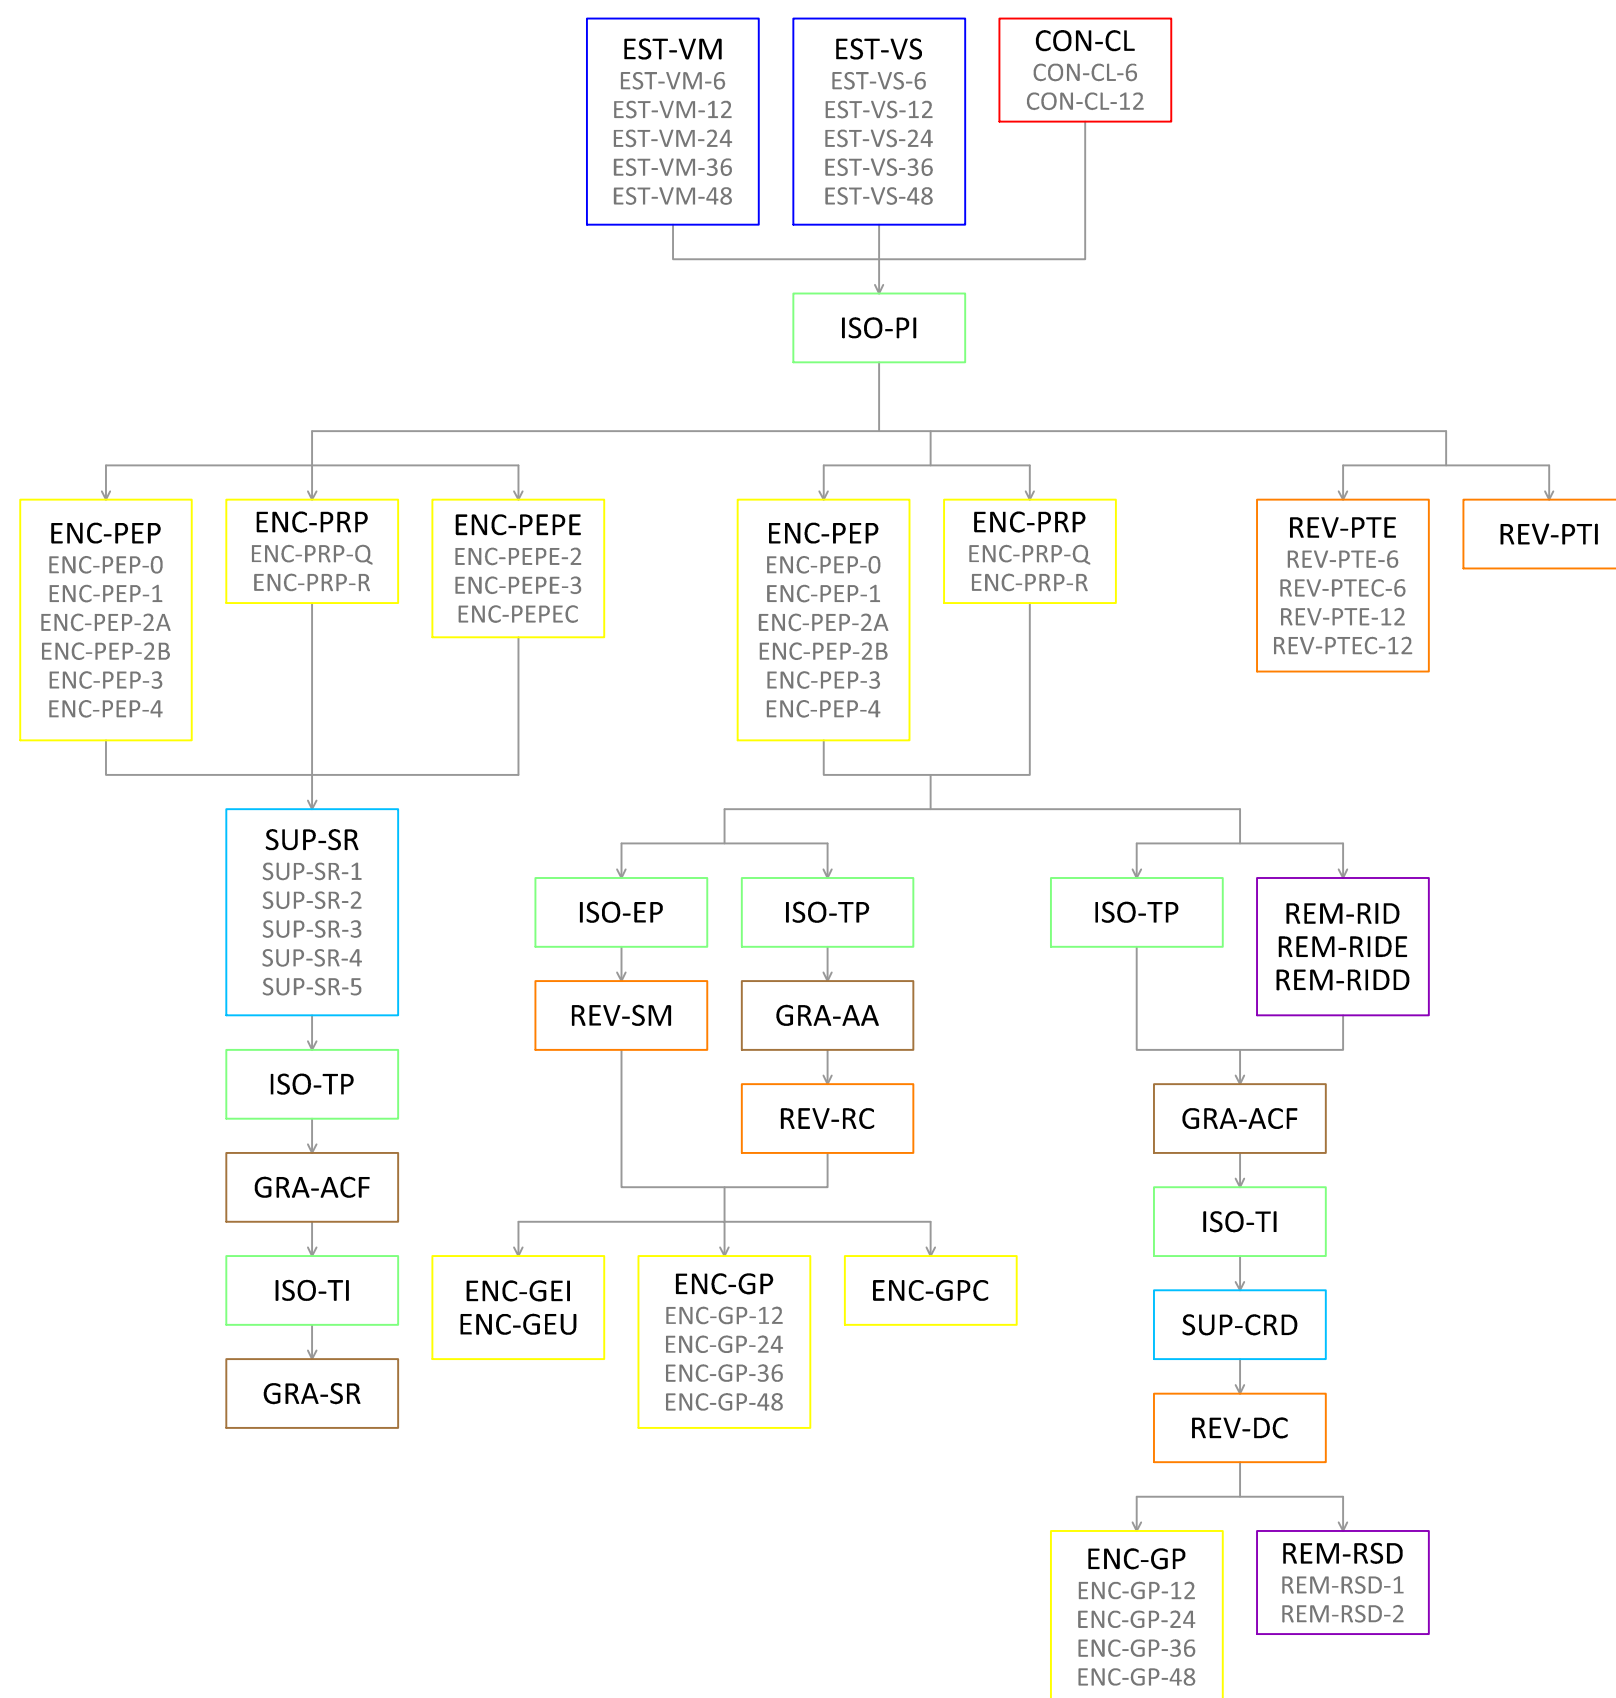 EST-VM
EST-VM-6
EST-VM-12
EST-VM-24
EST-VM-36
EST-VM-48
EST-VS
EST-VS-6
EST-VS-12
EST-VS-24
EST-VS-36
EST-VS-48
CON-CL
CON-CL-6
CON-CL-12
ISO-PI
ENC-PEP
ENC-PEP-0
ENC-PEP-1
ENC-PEP-2A
ENC-PEP-2B
ENC-PEP-3
ENC-PEP-4
ENC-PRP
ENC-PRP-Q
ENC-PRP-R
ENC-PEPE
ENC-PEPE-2
ENC-PEPE-3
ENC-PEPEC
ENC-PEP
ENC-PEP-0
ENC-PEP-1
ENC-PEP-2A
ENC-PEP-2B
ENC-PEP-3
ENC-PEP-4
ENC-PRP
ENC-PRP-Q
ENC-PRP-R
REV-PTE
REV-PTE-6
REV-PTEC-6
REV-PTE-12
REV-PTEC-12
REV-PTI
SUP-SR
SUP-SR-1
SUP-SR-2
SUP-SR-3
SUP-SR-4
SUP-SR-5
ISO-TP
GRA-ACF
ISO-TI
GRA-SR
ISO-EP
REV-SM
ISO-TP
GRA-AA
REV-RC
ENC-GEI
ENC-GEU
ENC-GP
ENC-GP-12
ENC-GP-24
ENC-GP-36
ENC-GP-48
ENC-GPC
ISO-TP
REM-RID
REM-RIDE
REM-RIDD
GRA-ACF
ISO-TI
SUP-CRD
REV-DC
ENC-GP
ENC-GP-12
ENC-GP-24
ENC-GP-36
ENC-GP-48
REM-RSD
REM-RSD-1
REM-RSD-2